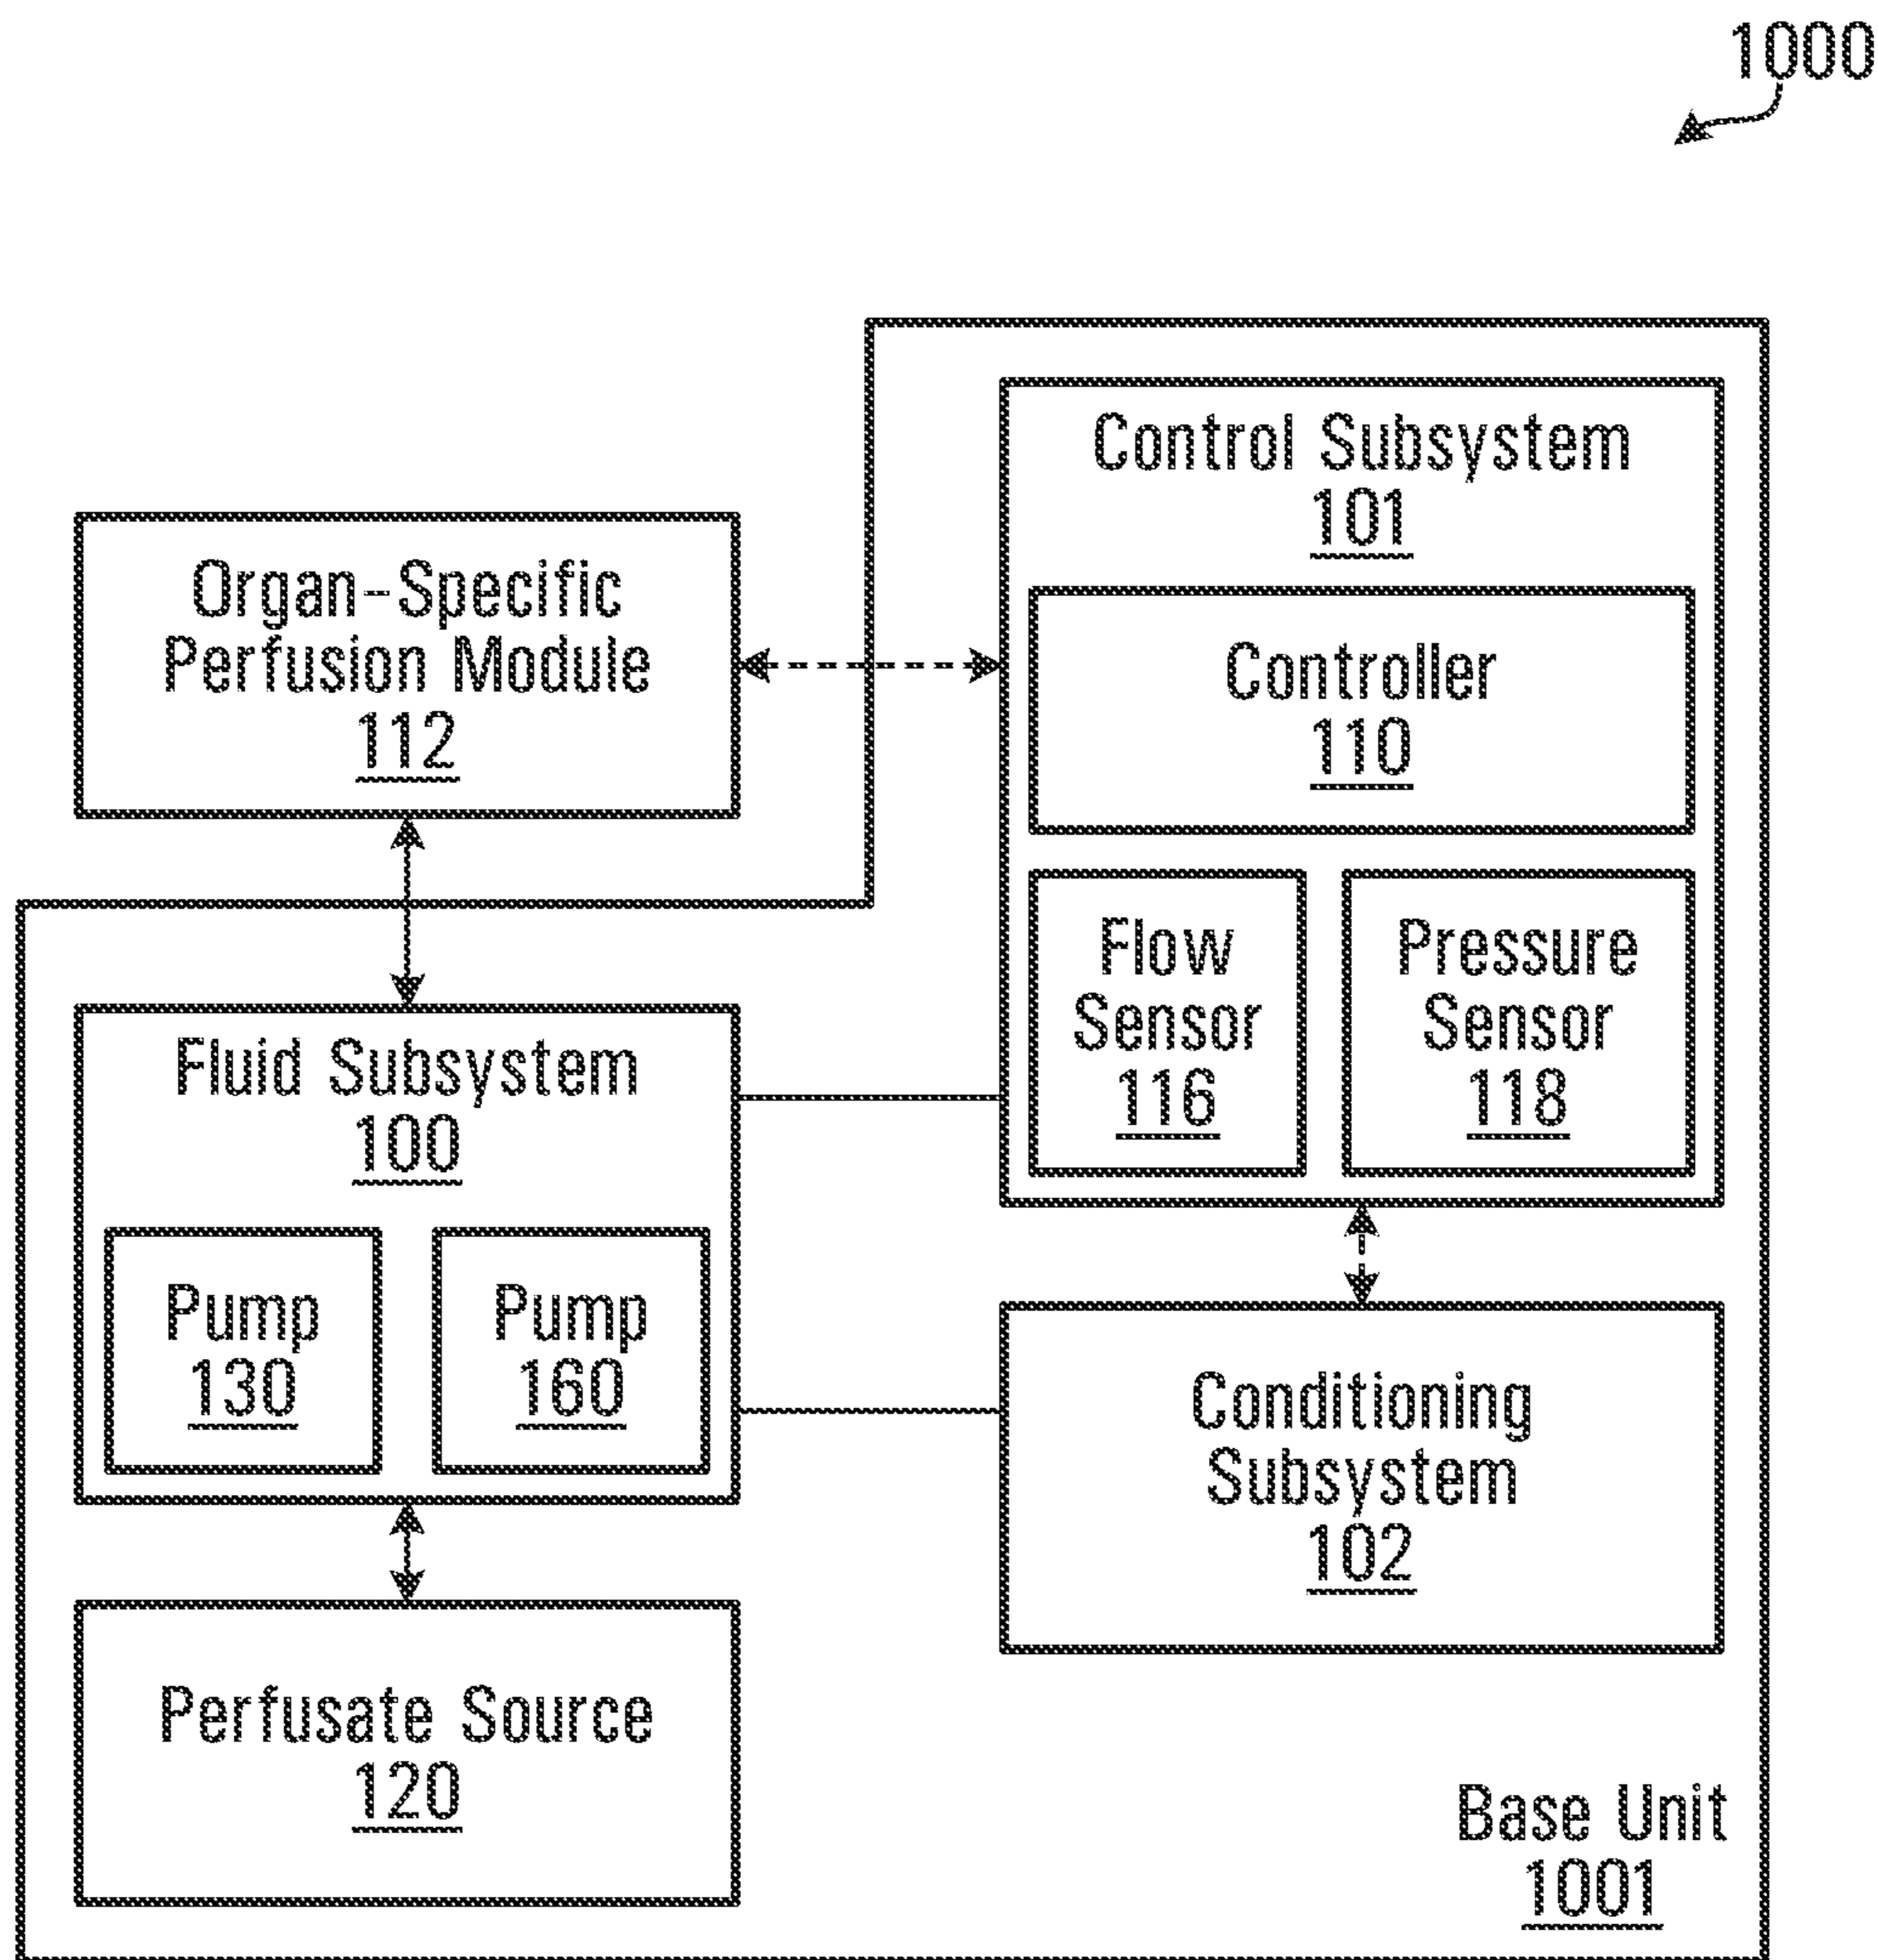 1000
Control Subsystem
101
Controller
110
Flow
Sensor
116
Pressure
Sensor
118
Organ-Specific
Perfusion Module
112
Fluid Subsystem
100
Pump
130
Pump
160
Conditioning
Subsystem
102
Perfusate Source
120
Base Unit
1001